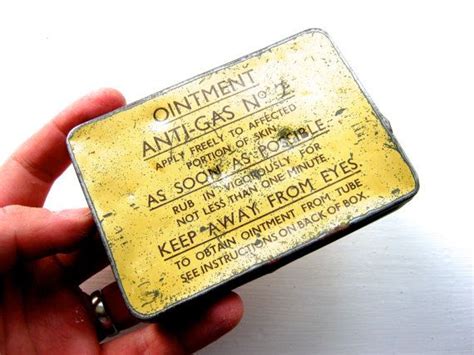 OINTMENT
ANTI-GAS No. 2
APPLY FREELY TO AFFECTED
PORTION OF SKIN
AS SOON AS POSSIBLE
RUB IN VIGOROUSLY FOR
NOT LESS THAN ONE MINUTE.
KEEP AWAY FROM EYES.
TO OBTAIN OINTMENT FROM TUBE
SEE INSTRUCTIONS ON BACK OF BOX.